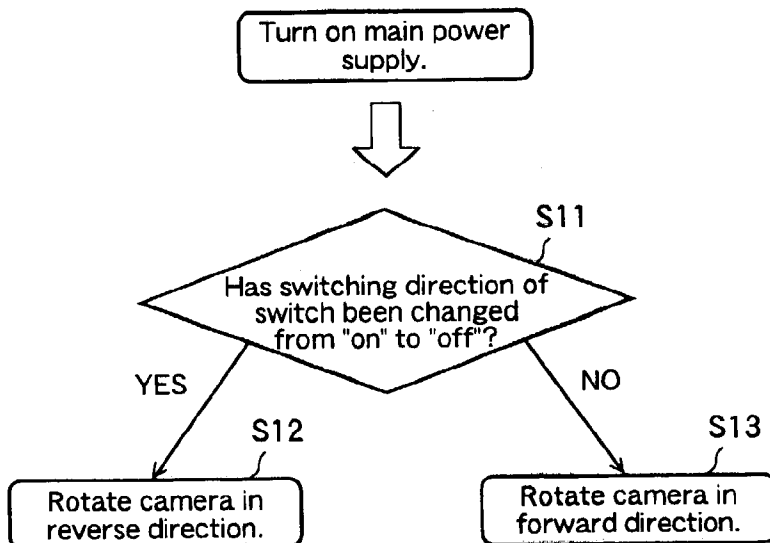 Turn on main power
supply.
S11
Has switching direction of
switch been changed
from "on" to "off"?
YES
NO
S12
S13
Rotate camera in
reverse direction.
Rotate camera in
forward direction.